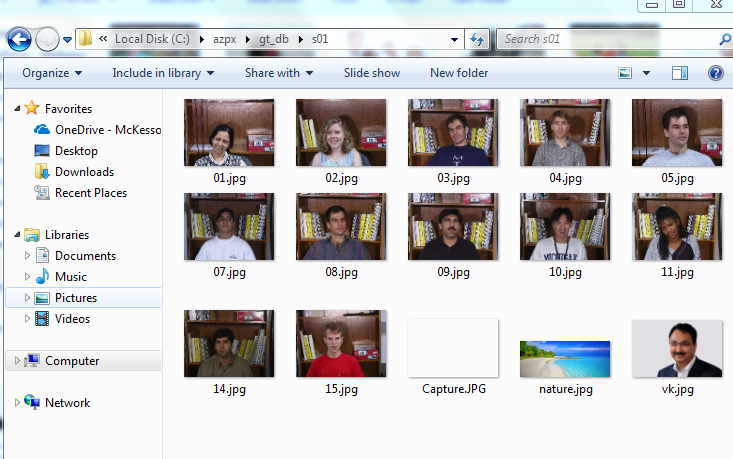 « Local Disk (C:) ▸ azpx ▸ gt_db ▸ s01
Search s01
Organize Include in library Share with Slide show New folder
Favorites
OneDrive - McKesso
Desktop
Downloads
Recent Places
Libraries
Documents
Music
Pictures
Videos
Computer
Network
01.jpg 02.jpg 03.jpg 04.jpg 05.jpg
07.jpg 08.jpg 09.jpg 10.jpg 11.jpg
14.jpg 15.jpg Capture.JPG nature.jpg vk.jpg